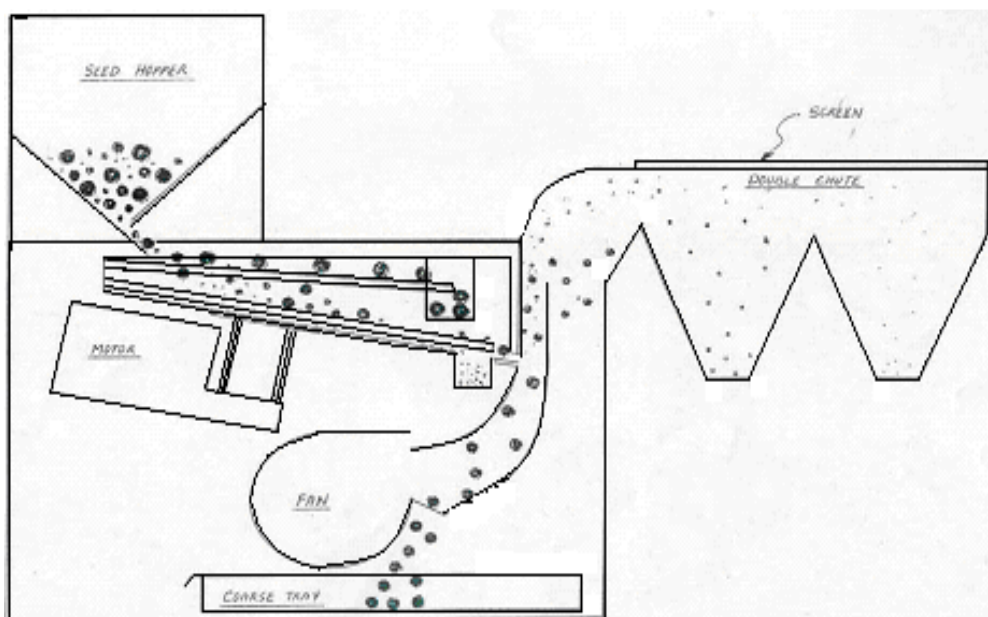 SEED HOPPER
SCREEN
DOUBLE CHUTE
MOTOR
FAN
COARSE TRAY